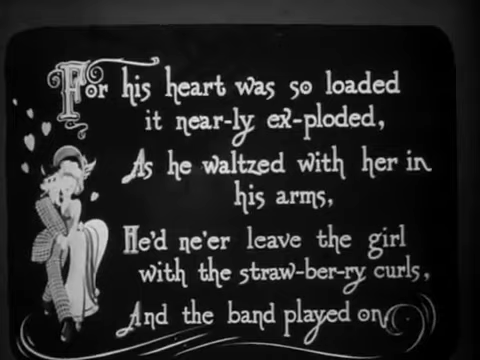 For his heart was so loaded
it near-ly ex-ploded,
As he waltzed with her in
his arms,
He'd ne'er leave the girl
with the straw-ber-ry curls,
And the band played on.